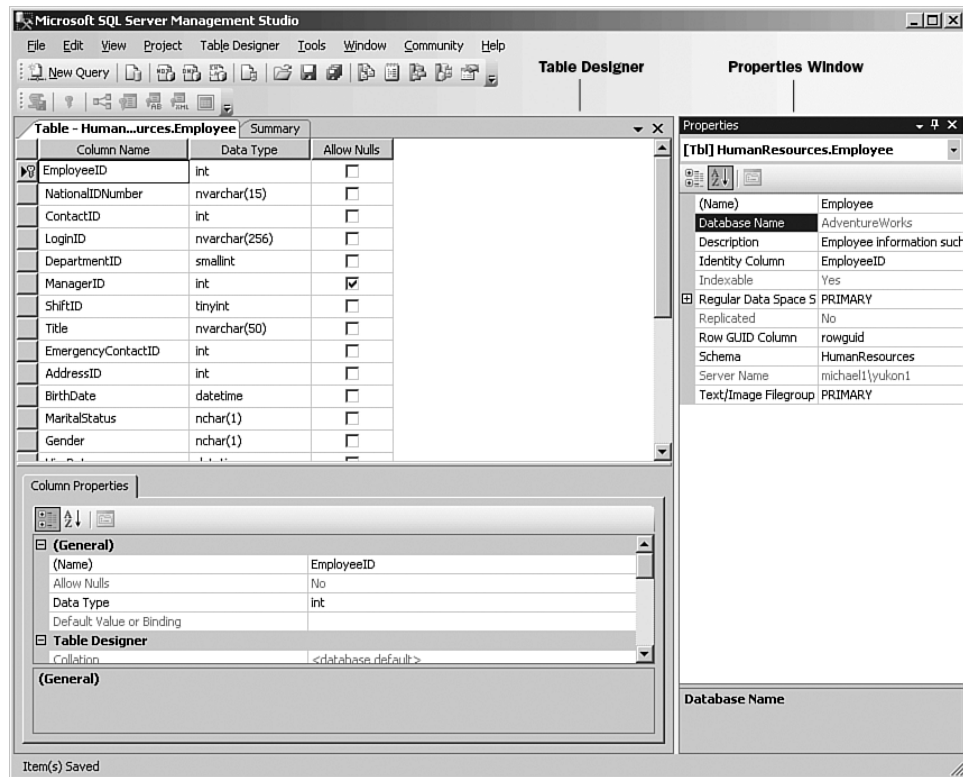 Microsoft SQL Server Management Studio
File Edit View Project Table Designer Tools Window Community Help
New Query
Table Designer
Properties Window
Table - Human...urces.Employee Summary
Column Name Data Type Allow Nulls
EmployeeID int
NationalIDNumber nvarchar(15)
ContactID int
LoginID nvarchar(256)
DepartmentID smallint
ManagerID int
ShiftID tinyint
Title nvarchar(50)
EmergencyContactID int
AddressID int
BirthDate datetime
MaritalStatus nchar(1)
Gender nchar(1)
Column Properties
(General)
(Name) EmployeeID
Allow Nulls No
Data Type int
Default Value or Binding
Table Designer
Collation <database default>
(General)
Item(s) Saved
Properties
[Tbl] HumanResources.Employee
(Name) Employee
Database Name AdventureWorks
Description Employee information such
Identity Column EmployeeID
Indexable Yes
Regular Data Space S PRIMARY
Replicated No
Row GUID Column rowguid
Schema HumanResources
Server Name michael1\yukon1
Text/Image Filegroup PRIMARY
Database Name